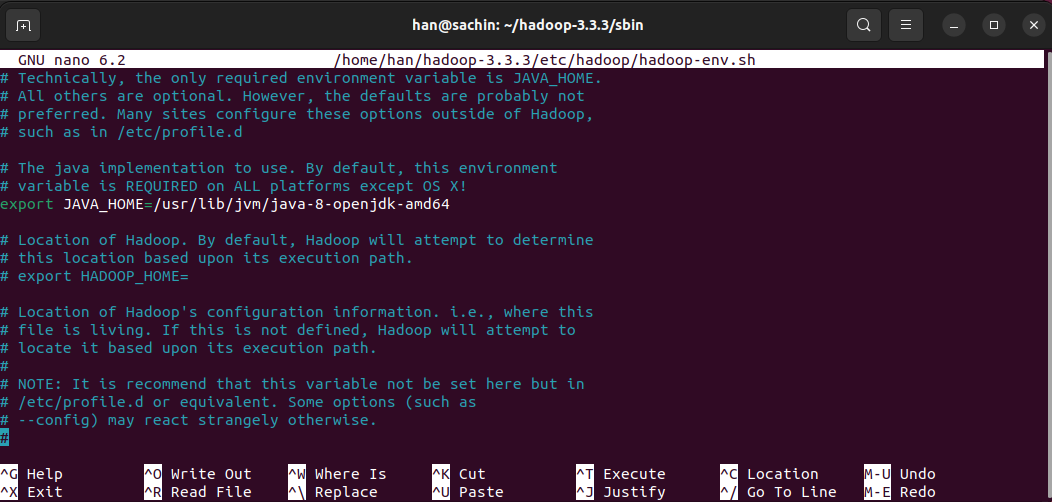 han@sachin: ~/hadoop-3.3.3/sbin
GNU nano 6.2 /home/han/hadoop-3.3.3/etc/hadoop/hadoop-env.sh
# Technically, the only required environment variable is JAVA_HOME.
# All others are optional. However, the defaults are probably not
# preferred. Many sites configure these options outside of Hadoop,
# such as in /etc/profile.d

# The java implementation to use. By default, this environment
# variable is REQUIRED on ALL platforms except OS X!
export JAVA_HOME=/usr/lib/jvm/java-8-openjdk-amd64

# Location of Hadoop. By default, Hadoop will attempt to determine
# this location based upon its execution path.
# export HADOOP_HOME=

# Location of Hadoop's configuration information. i.e., where this
# file is living. If this is not defined, Hadoop will attempt to
# locate it based upon its execution path.
#
# NOTE: It is recommend that this variable not be set here but in
# /etc/profile.d or equivalent. Some options (such as
# --config) may react strangely otherwise.
#
^G Help ^O Write Out ^W Where Is ^K Cut ^T Execute ^C Location M-U Undo
^X Exit ^R Read File ^\ Replace ^U Paste ^J Justify ^/ Go To Line M-E Redo